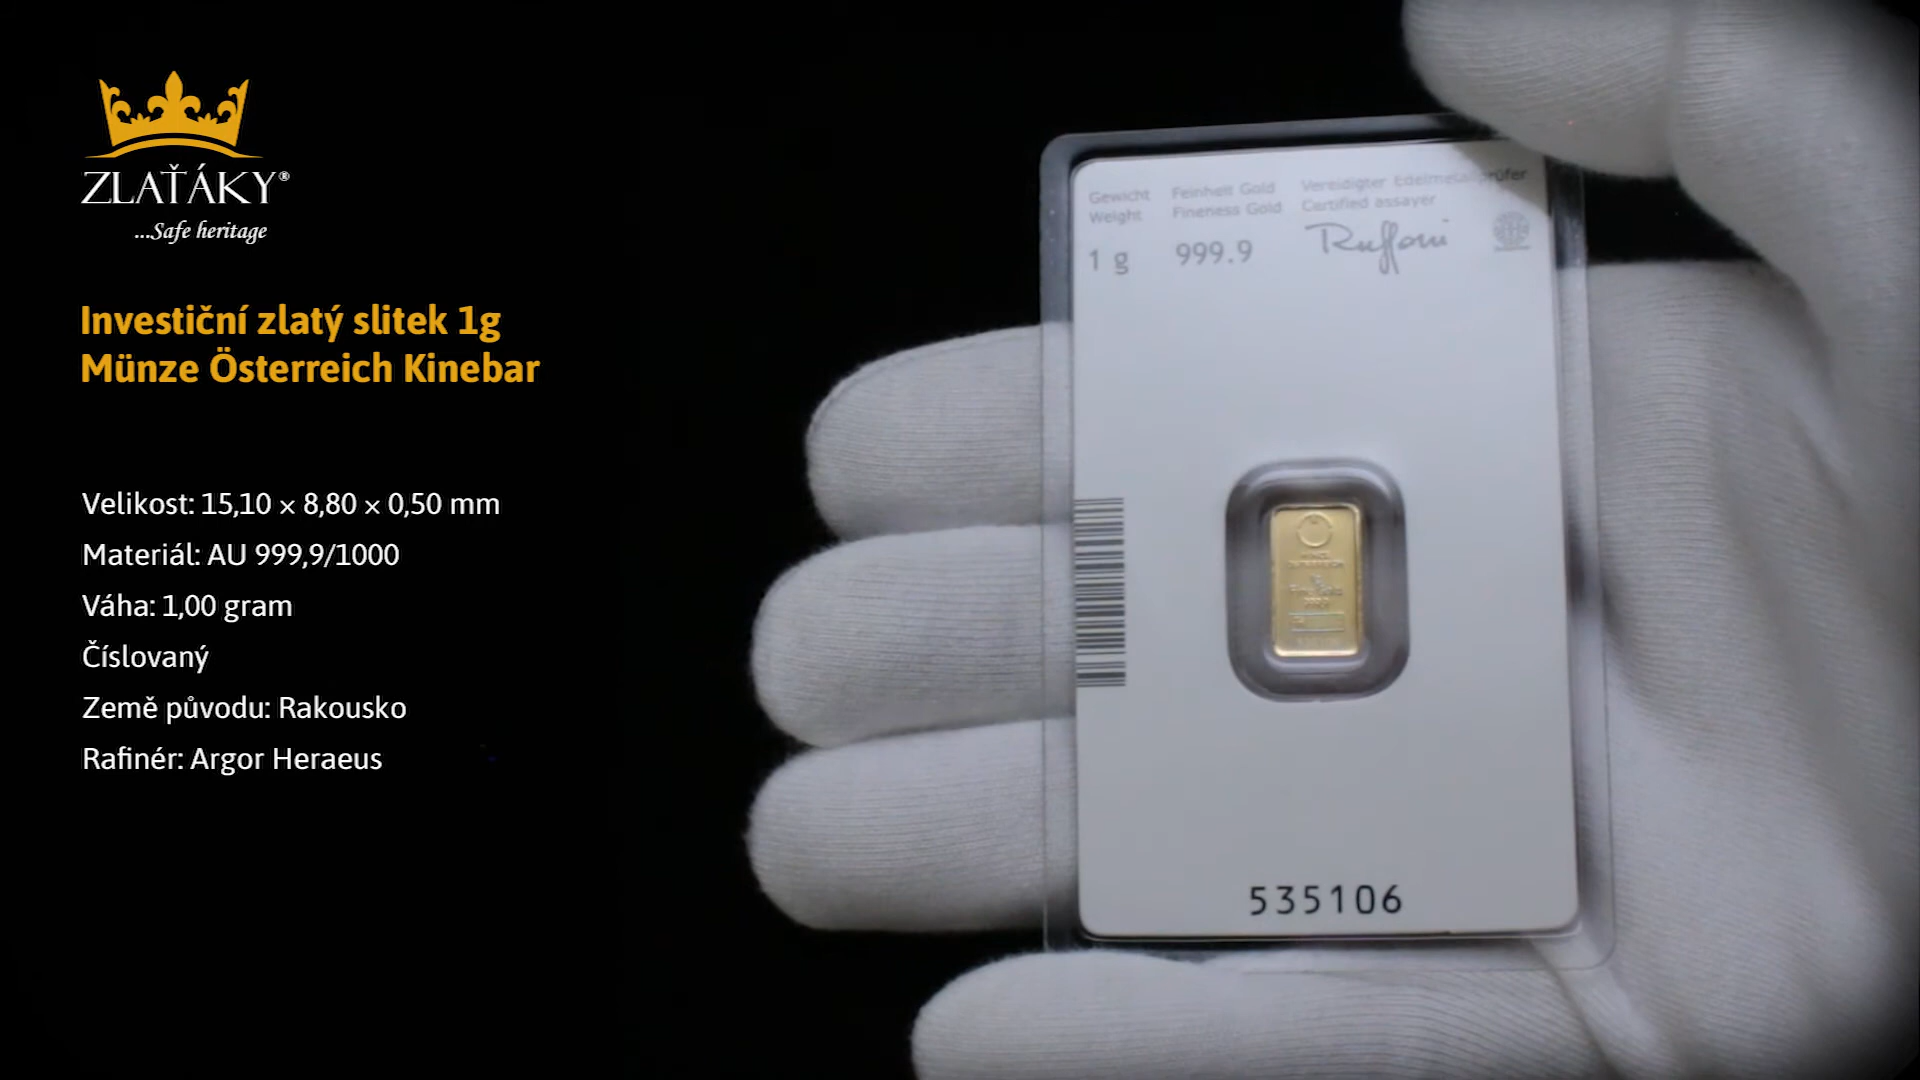 ZLAŤÁKY®
...Safe heritage
Investiční zlatý slitek 1g
Münze Österreich Kinebar
Velikost: 15,10 × 8,80 × 0,50 mm
Materiál: AU 999,9/1000
Váha: 1,00 gram
Číslovaný
Země původu: Rakousko
Rafinér: Argor Heraeus
Gewicht Feinheit Gold Vereidigter Edelmetallprüfer
Weight Fineness Gold Certified assayer
1 g 999.9 Ruffoni
535106